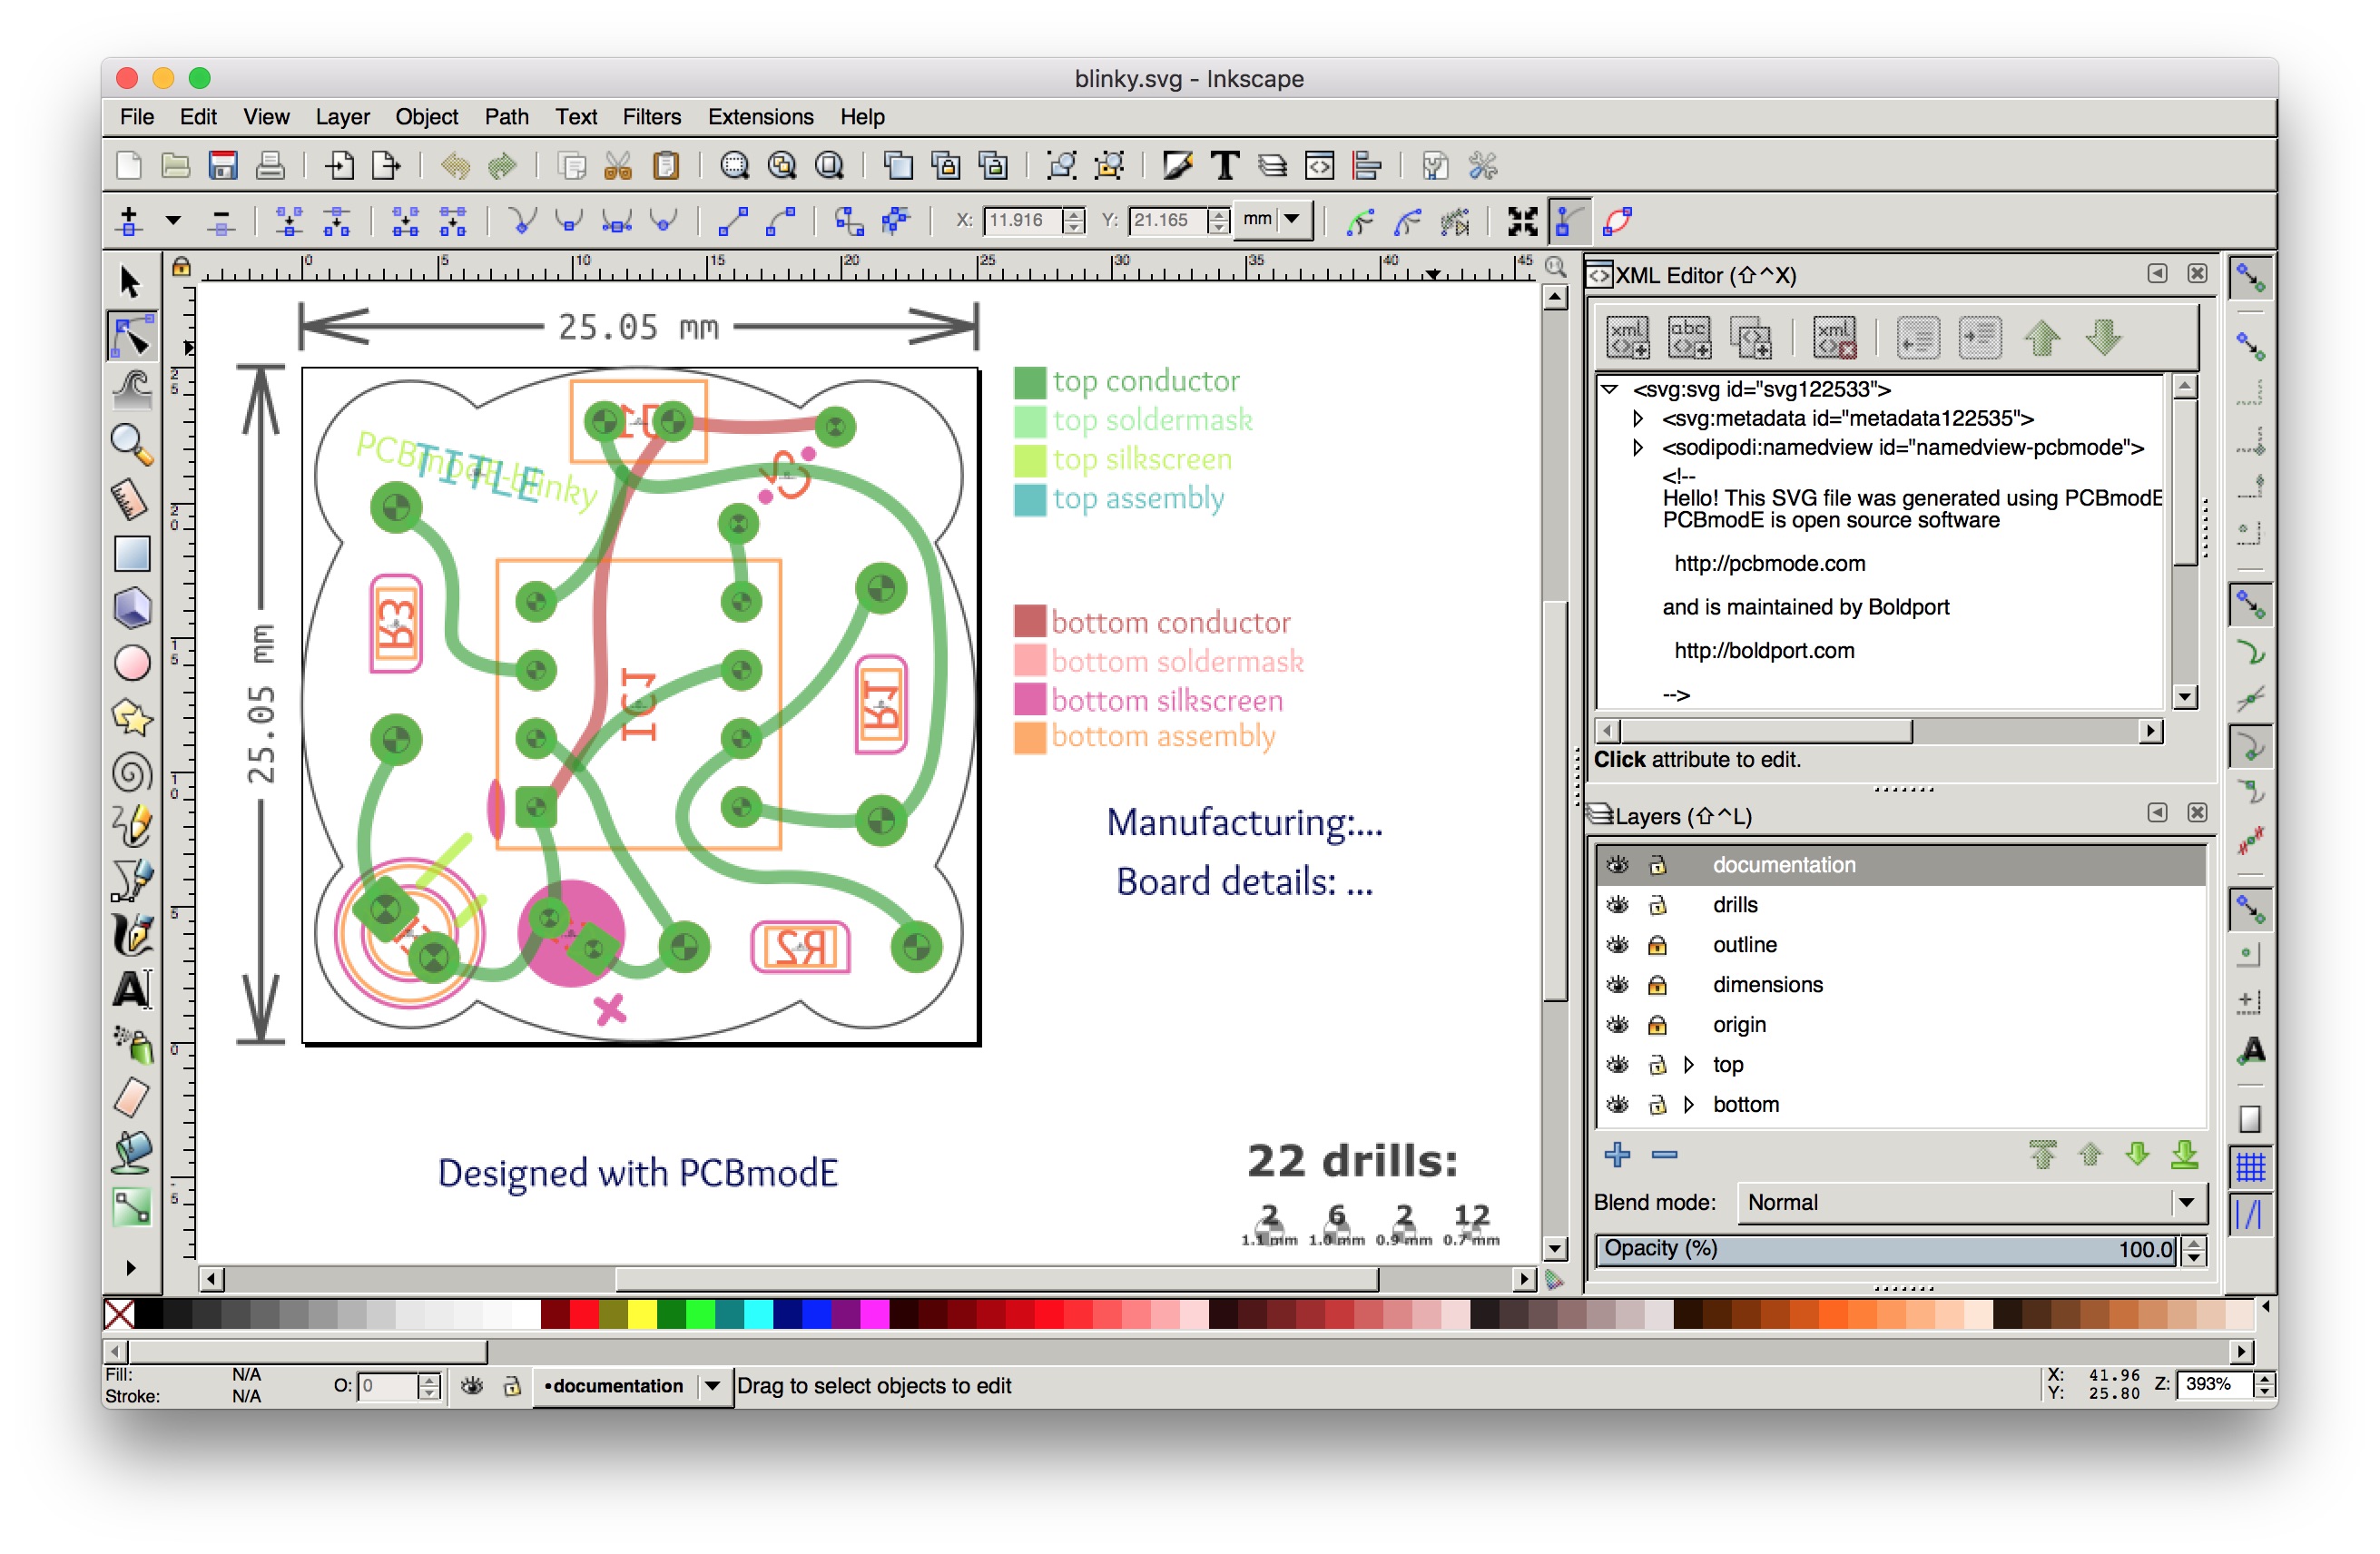 blinky.svg - Inkscape
File Edit View Layer Object Path Text Filters Extensions Help
X: 11.916 Y: 21.165 mm
0 5 10 15 20 25 30 35 40 45
25.05 mm
25.05 mm
25
20
15
10
5
0
-5
PCBmodE-blinky
TITLE
R3
IC1
R1
R2
top conductor
top soldermask
top silkscreen
top assembly
bottom conductor
bottom soldermask
bottom silkscreen
bottom assembly
Manufacturing:...
Board details: ...
Designed with PCBmodE
22 drills:
2 6 2 12
1.1 mm 1.0 mm 0.9 mm 0.7 mm
XML Editor (⇧^X)
<svg:svg id="svg122533">
<svg:metadata id="metadata122535">
<sodipodi:namedview id="namedview-pcbmode">
<!--
Hello! This SVG file was generated using PCBmodE
PCBmodE is open source software
http://pcbmode.com
and is maintained by Boldport
http://boldport.com
-->
Click attribute to edit.
Layers (⇧^L)
documentation
drills
outline
dimensions
origin
top
bottom
Blend mode: Normal
Opacity (%) 100.0
Fill: N/A
Stroke: N/A
O: 0
•documentation
Drag to select objects to edit
X: 41.96
Y: 25.80
Z: 393%